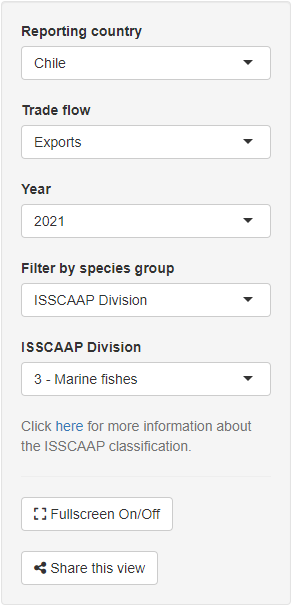 Reporting country
Chile
Trade flow
Exports
Year
2021
Filter by species group
ISSCAAP Division
ISSCAAP Division
3 - Marine fishes
Click here for more information about
the ISSCAAP classification.
Fullscreen On/Off
Share this view